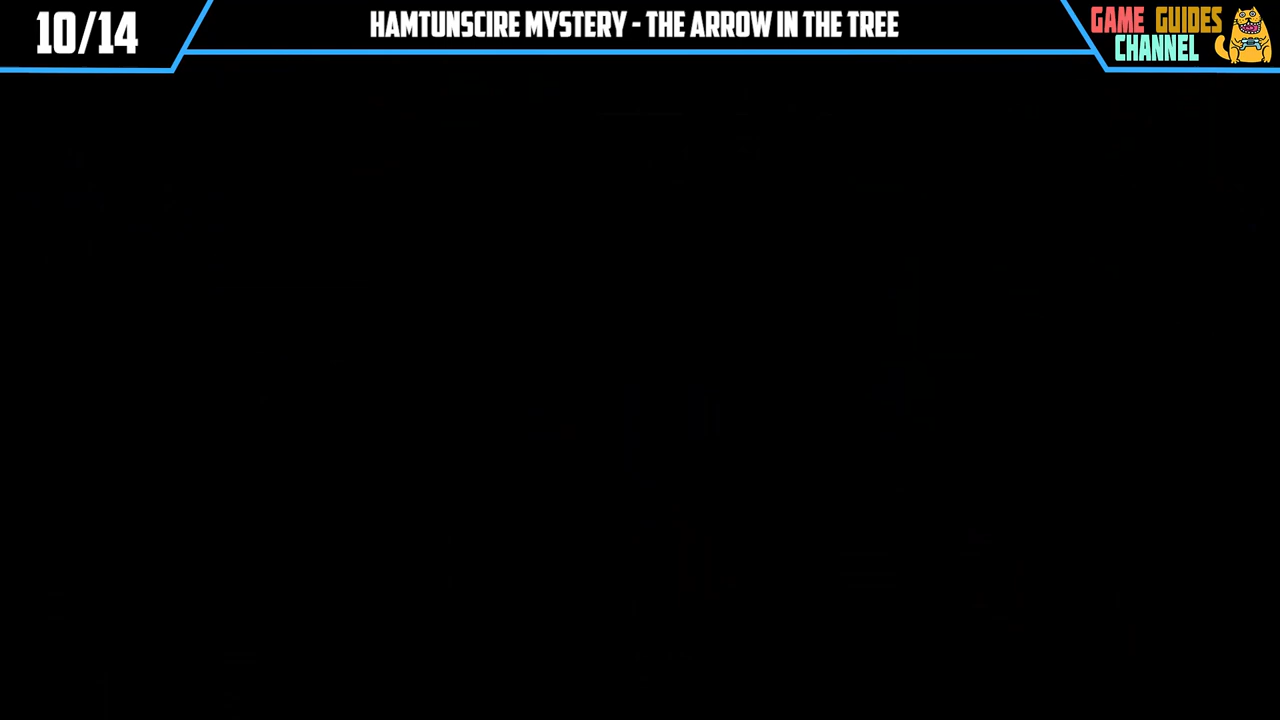 10/14
HAMTUNSCIRE MYSTERY - THE ARROW IN THE TREE
GAME GUIDES
CHANNEL